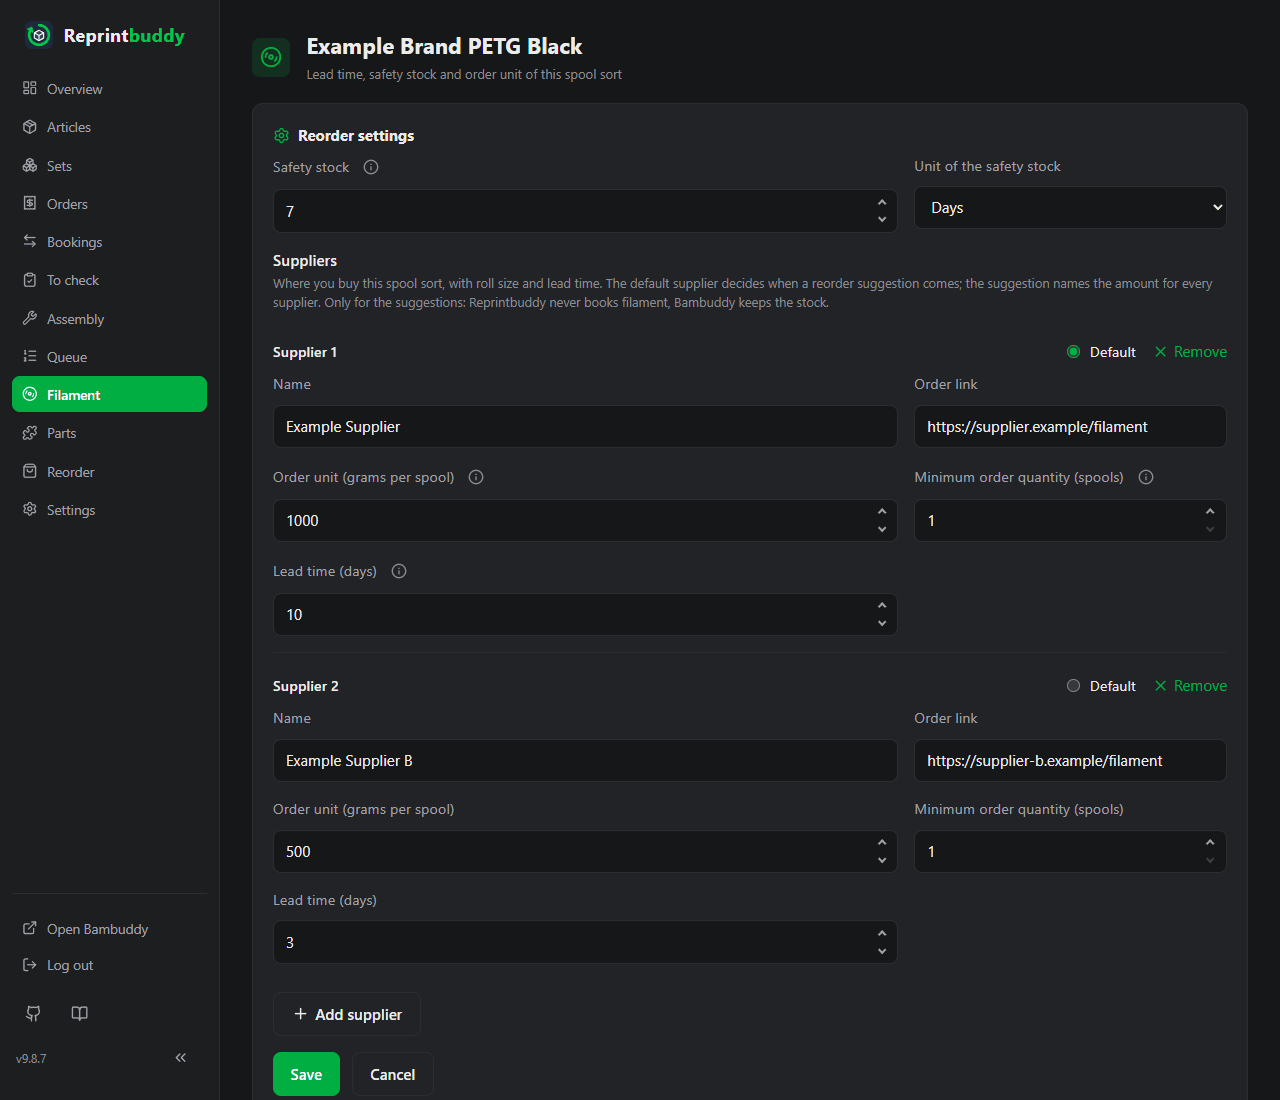 Reprintbuddy
Overview
Articles
Sets
Orders
Bookings
To check
Assembly
Queue
Filament
Parts
Reorder
Settings
Open Bambuddy
Log out
v9.8.7
Example Brand PETG Black
Lead time, safety stock and order unit of this spool sort
Reorder settings
Safety stock
Unit of the safety stock
7
Days
Suppliers
Where you buy this spool sort, with roll size and lead time. The default supplier decides when a reorder suggestion comes; the suggestion names the amount for every
supplier. Only for the suggestions: Reprintbuddy never books filament, Bambuddy keeps the stock.
Supplier 1
Default
Remove
Name
Order link
Example Supplier
https://supplier.example/filament
Order unit (grams per spool)
Minimum order quantity (spools)
1000
1
Lead time (days)
10
Supplier 2
Default
Remove
Name
Order link
Example Supplier B
https://supplier-b.example/filament
Order unit (grams per spool)
Minimum order quantity (spools)
500
1
Lead time (days)
3
Add supplier
Save
Cancel